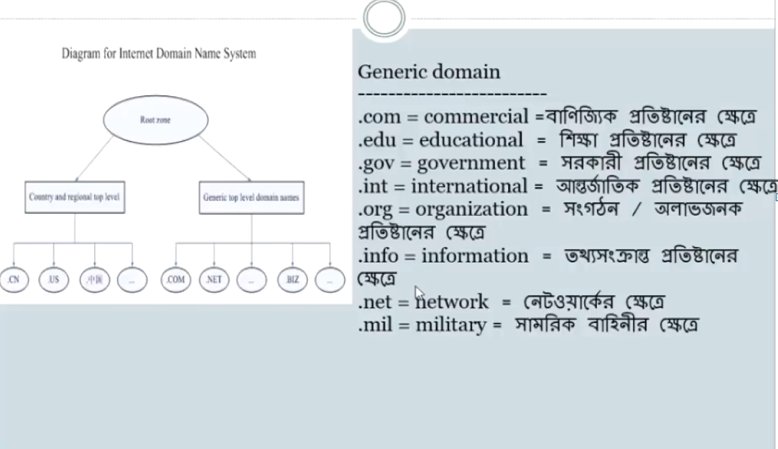 Diagram for Internet Domain Name System
Root zone
Country and regional top level
Generic top level domain names
.CN
.US
.中国
...
.COM
.NET
...
.BIZ
...
Generic domain
-------------------------
.com = commercial =বাণিজ্যিক প্রতিষ্টানের ক্ষেত্রে
.edu = educational = শিক্ষা প্রতিষ্টানের ক্ষেত্রে
.gov = government = সরকারী প্রতিষ্টানের ক্ষেত্রে
.int = international = আন্তর্জাতিক প্রতিষ্টানের ক্ষেত্রে
.org = organization = সংগঠন / অলাভজনক
প্রতিষ্টানের ক্ষেত্রে
.info = information = তথ্যসংক্রান্ত প্রতিষ্টানের
ক্ষেত্রে
.net = network = নেটওয়ার্কের ক্ষেত্রে
.mil = military = সামরিক বাহিনীর ক্ষেত্রে